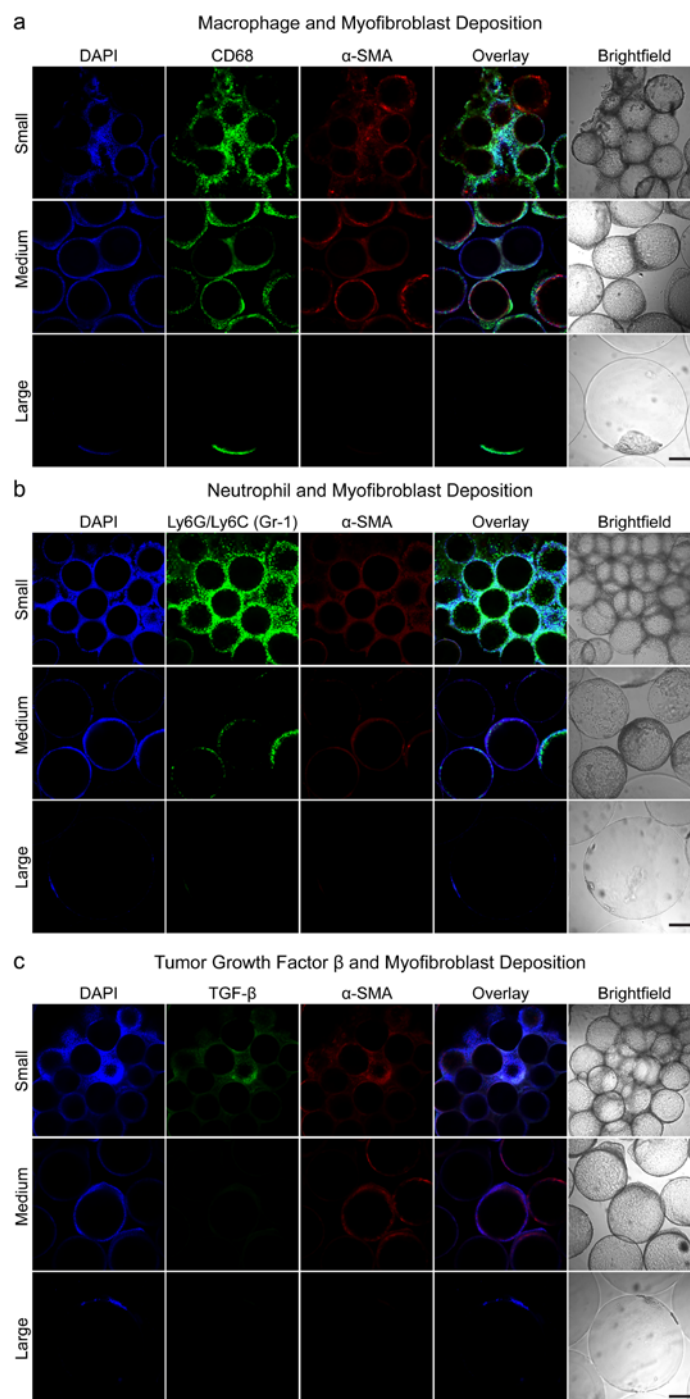 a
Macrophage and Myofibroblast Deposition
DAPI CD68 α-SMA Overlay Brightfield
Small
Medium
Large
b
Neutrophil and Myofibroblast Deposition
DAPI Ly6G/Ly6C (Gr-1) α-SMA Overlay Brightfield
Small
Medium
Large
c
Tumor Growth Factor β and Myofibroblast Deposition
DAPI TGF-β α-SMA Overlay Brightfield
Small
Medium
Large